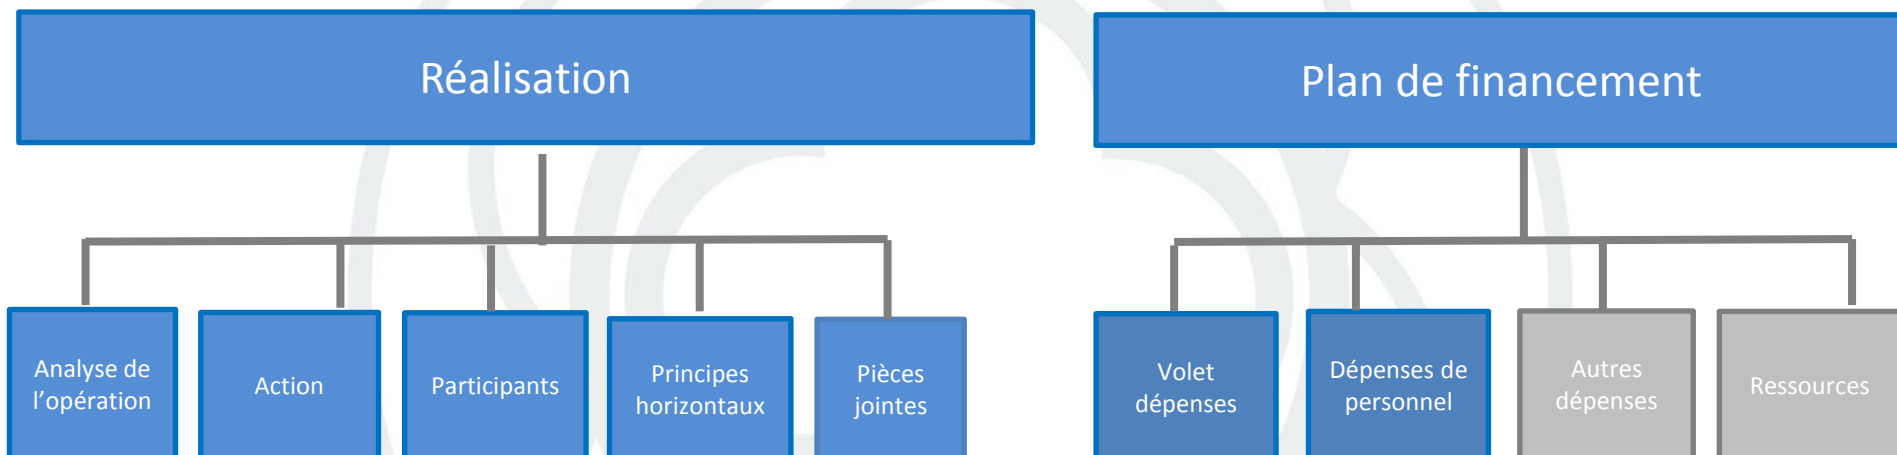 Réalisation
Plan de financement
Analyse de
l’opération
Action
Participants
Principes
horizontaux
Pièces
jointes
Volet
dépenses
Dépenses de
personnel
Autres
dépenses
Ressources